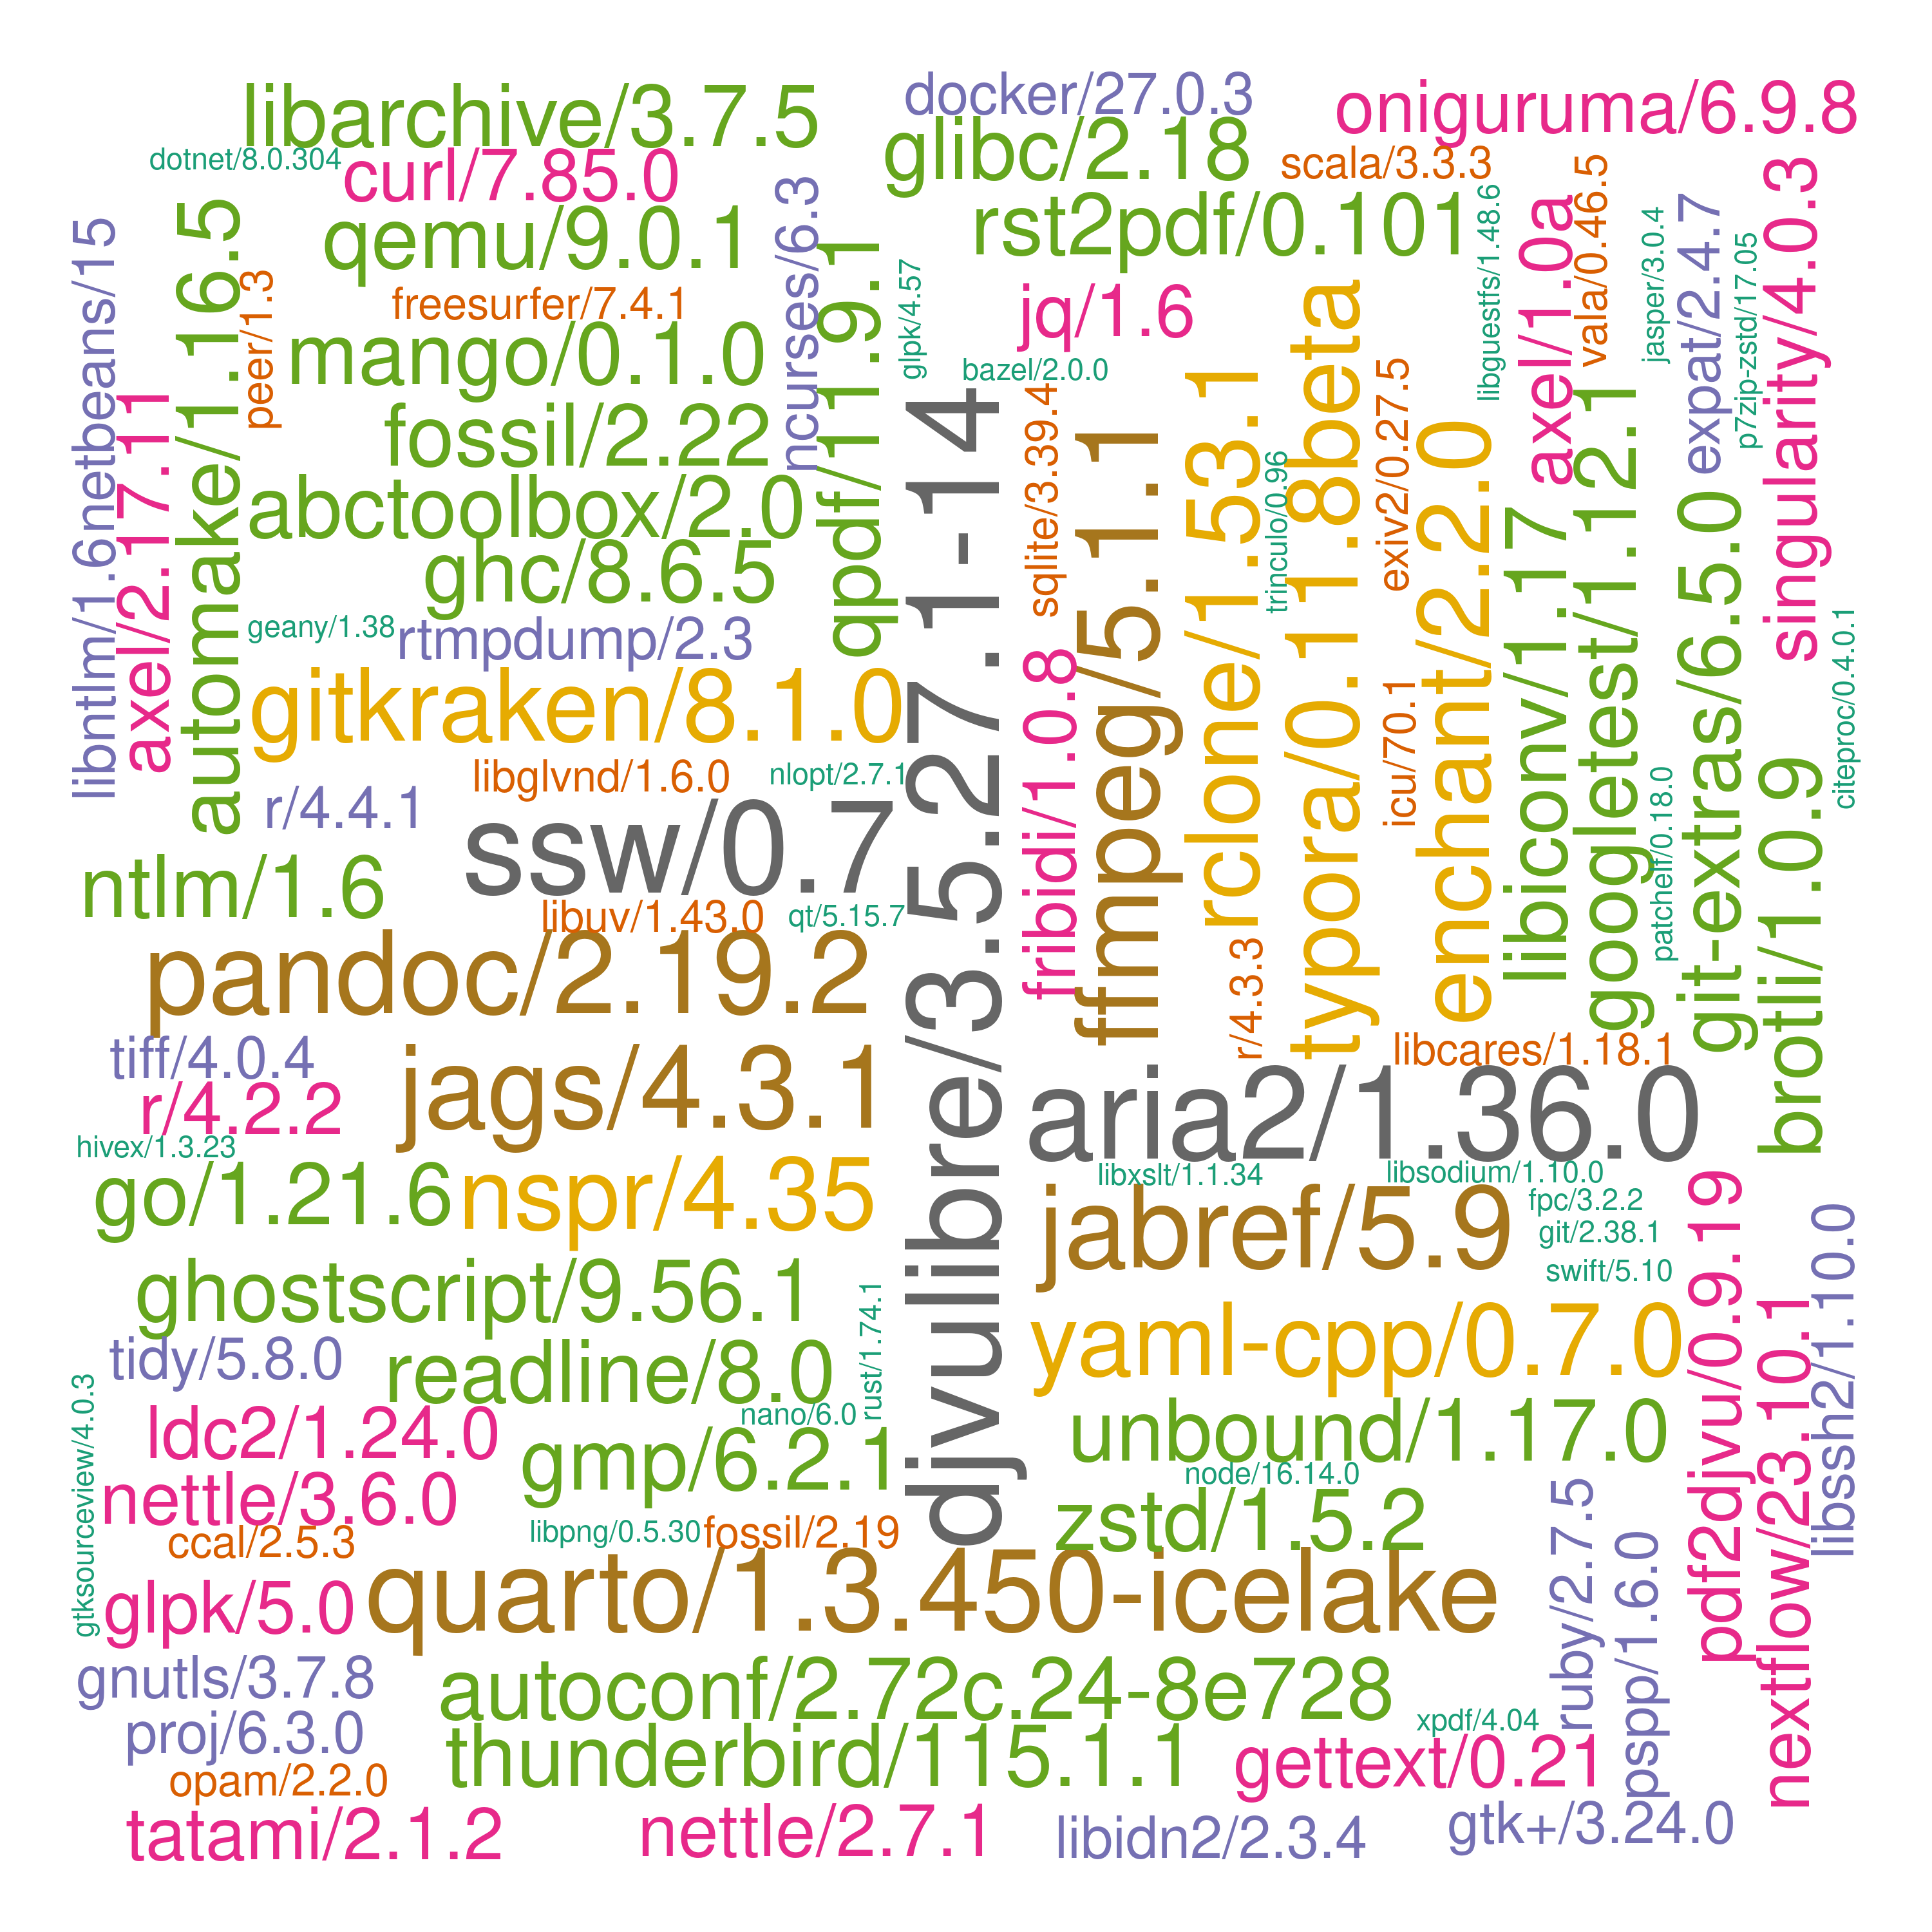 libarchive/3.7.5
docker/27.0.3
oniguruma/6.9.8
glibc/2.18
dotnet/8.0.304
curl/7.85.0
scala/3.3.3
qemu/9.0.1
rst2pdf/0.101
freesurfer/7.4.1
jq/1.6
mango/0.1.0
bazel/2.0.0
fossil/2.22
abctoolbox/2.0
ghc/8.6.5
geany/1.38
rtmpdump/2.3
gitkraken/8.1.0
libglvnd/1.6.0
nlopt/2.7.1
r/4.4.1
ssw/0.7
ntlm/1.6
libuv/1.43.0
qt/5.15.7
pandoc/2.19.2
libntlm/1.6
netbeans/15
axel/2.17.11
automake/1.16.5
peer/1.3
ncurses/6.3
qpdf/11.9.1
glpk/4.57
djvulibre/3.5.27.1-14
sqlite/3.39.4
fribidi/1.0.8
ffmpeg/5.1.1
rclone/1.53.1
trinculo/0.96
r/4.3.3
typora/0.11.8beta
exiv2/0.27.5
icu/70.1
enchant/2.2.0
libguestfs/1.48.6
axel/1.0a
libiconv/1.17
vala/0.46.5
googletest/1.12.1
jasper/3.0.4
patchelf/0.18.0
expat/2.4.7
git-extras/6.5.0
p7zip-zstd/17.05
singularity/4.0.3
brotli/1.0.9
citeproc/0.4.0.1
tiff/4.0.4
jags/4.3.1
libcares/1.18.1
r/4.2.2
aria2/1.36.0
hivex/1.3.23
go/1.21.6
nspr/4.35
libxslt/1.1.34
libsodium/1.10.0
jabref/5.9
fpc/3.2.2
git/2.38.1
swift/5.10
ghostscript/9.56.1
rust/1.74.1
tidy/5.8.0
readline/8.0
yaml-cpp/0.7.0
pdf2djvu/0.9.19
nextflow/23.10.1
libssh2/1.10.0
gtksourceview/4.0.3
ldc2/1.24.0
nano/6.0
gmp/6.2.1
unbound/1.17.0
node/16.14.0
nettle/3.6.0
zstd/1.5.2
ccal/2.5.3
libpng/0.5.30
fossil/2.19
glpk/5.0
quarto/1.3.450-icelake
ruby/2.7.5
pspp/1.6.0
gnutls/3.7.8
autoconf/2.72c.24-8e728
proj/6.3.0
thunderbird/115.1.1
xpdf/4.04
gettext/0.21
opam/2.2.0
tatami/2.1.2
nettle/2.7.1
libidn2/2.3.4
gtk+/3.24.0